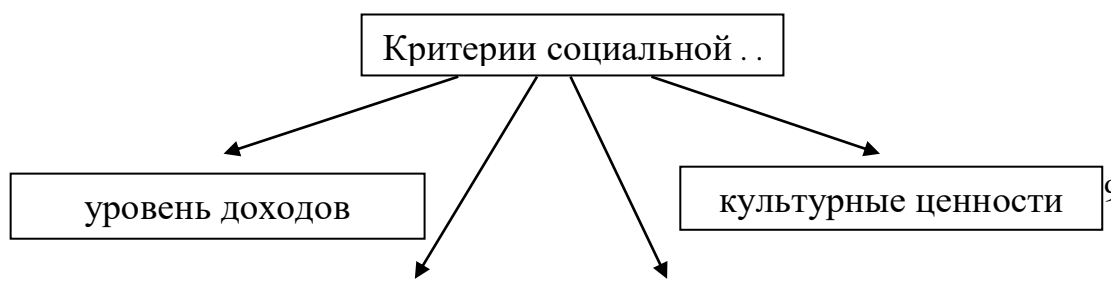 Критерии социальной . .
уровень доходов
культурные ценности